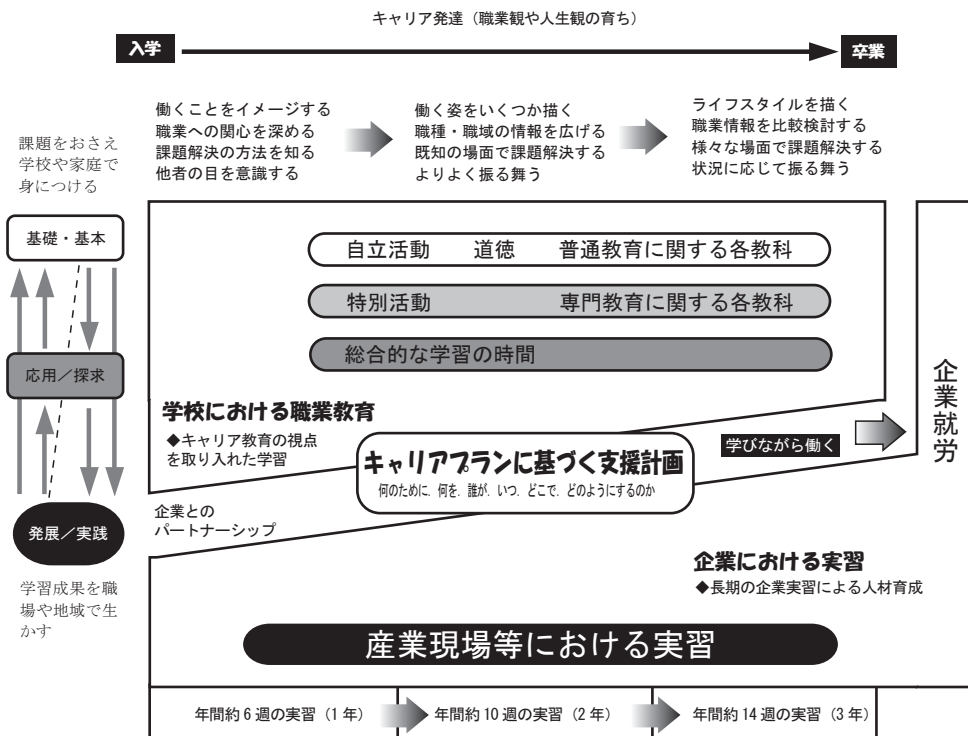 キャリア発達（職業観や人生観の育ち）
入学
卒業
働くことをイメージする
職業への関心を深める
課題解決の方法を知る
他者の目を意識する
働く姿をいくつか描く
職種・職域の情報を広げる
既知の場面で課題解決する
よりよく振る舞う
ライフスタイルを描く
職業情報を比較検討する
様々な場面で課題解決する
状況に応じて振る舞う
課題をおさえ
学校や家庭で
身につける
基礎・基本
応用／探求
発展／実践
学習成果を職
場や地域で生
かす
自立活動 道徳 普通教育に関する各教科
特別活動 専門教育に関する各教科
総合的な学習の時間
学校における職業教育
◆キャリア教育の視点
を取り入れた学習
キャリアプランに基づく支援計画
何のために．何を．誰が．いつ．どこで．どのようにするのか
学びながら働く
企業就労
企業との
パートナーシップ
企業における実習
◆長期の企業実習による人材育成
産業現場等における実習
年間約6週の実習（1年）
年間約10週の実習（2年）
年間約14週の実習（3年）